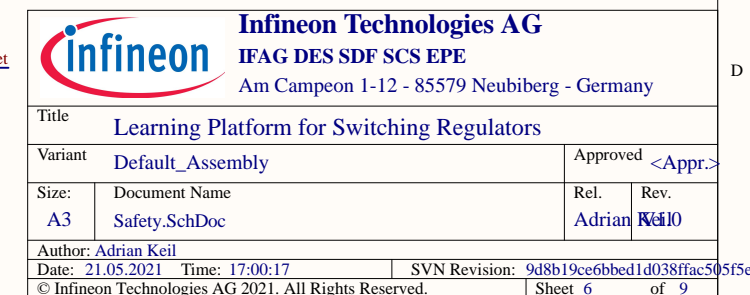 Infineon Technologies AG
infineon
IFAG DES SDF SCS EPE
Am Campeon 1-12 - 85579 Neubiberg - Germany
et
D
Title
Learning Platform for Switching Regulators
Variant
Default_Assembly
Approved <Appr.>
Size:
Document Name
Rel.
Rev.
A3
Safety.SchDoc
Adrian Keil
Author: Adrian Keil
Date: 21.05.2021 Time: 17:00:17
SVN Revision: 9d8b19ce6bbed1d038ffac505f5e
© Infineon Technologies AG 2021. All Rights Reserved.
Sheet 6 of 9